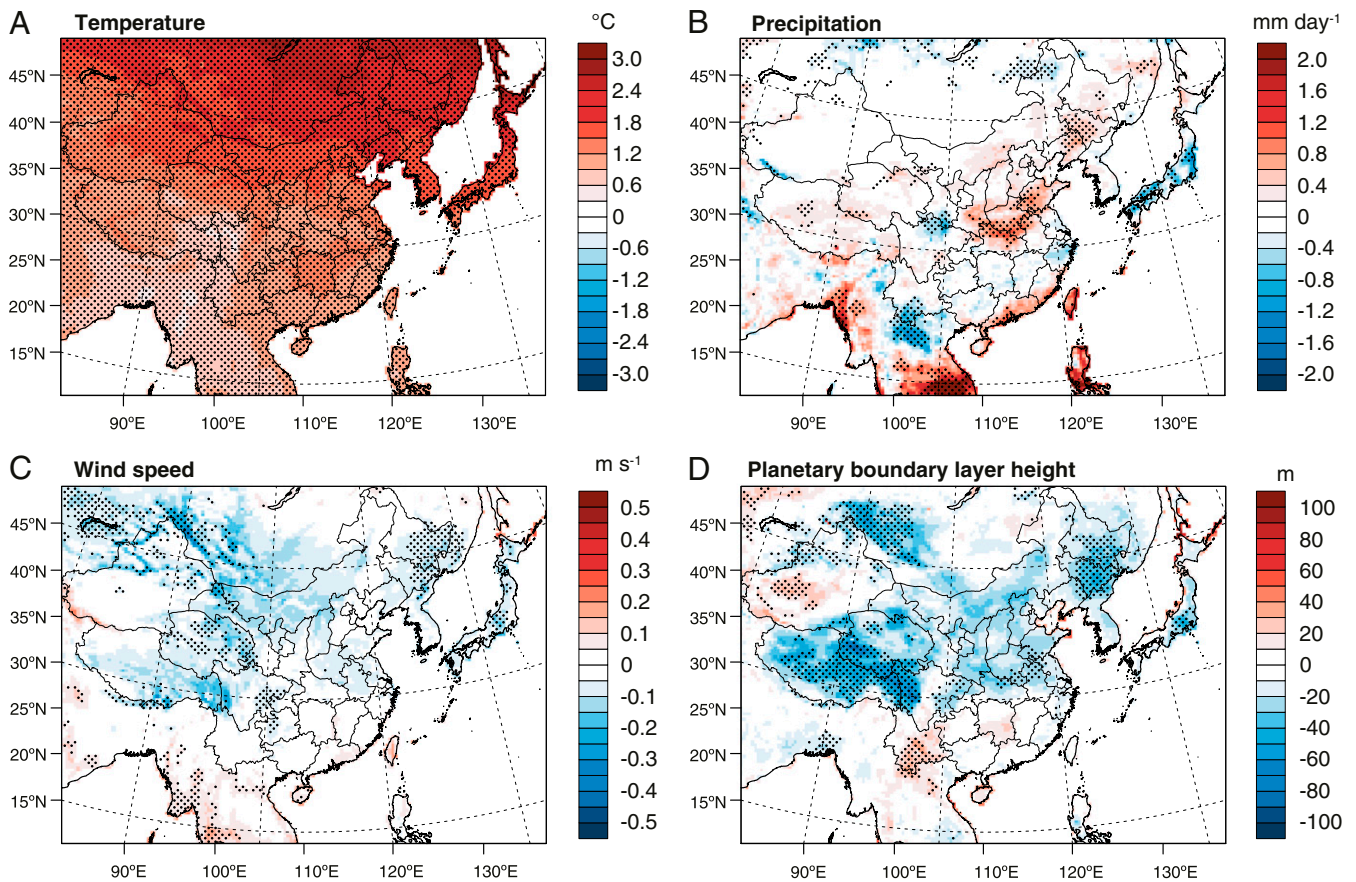 A Temperature °C
45°N
40°N
35°N
30°N
25°N
20°N
15°N
90°E 100°E 110°E 120°E 130°E
3.0
2.4
1.8
1.2
0.6
0
-0.6
-1.2
-1.8
-2.4
-3.0
B Precipitation mm day⁻¹
45°N
40°N
35°N
30°N
25°N
20°N
15°N
90°E 100°E 110°E 120°E 130°E
2.0
1.6
1.2
0.8
0.4
0
-0.4
-0.8
-1.2
-1.6
-2.0
C Wind speed m s⁻¹
45°N
40°N
35°N
30°N
25°N
20°N
15°N
90°E 100°E 110°E 120°E 130°E
0.5
0.4
0.3
0.2
0.1
0
-0.1
-0.2
-0.3
-0.4
-0.5
D Planetary boundary layer height m
45°N
40°N
35°N
30°N
25°N
20°N
15°N
90°E 100°E 110°E 120°E 130°E
100
80
60
40
20
0
-20
-40
-60
-80
-100